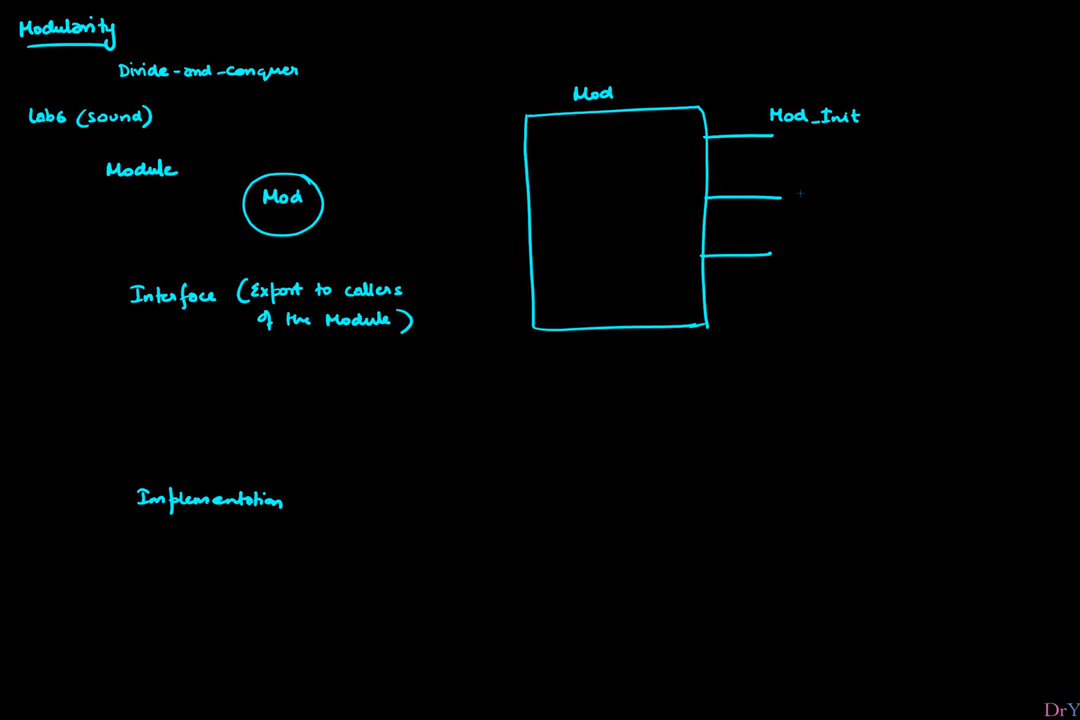 Modularity
Divide-and-conquer
Lab6 (sound)
Module
Mod
Interface (Export to callers
of the Module)
Implementation
Mod
Mod_Init
DrY